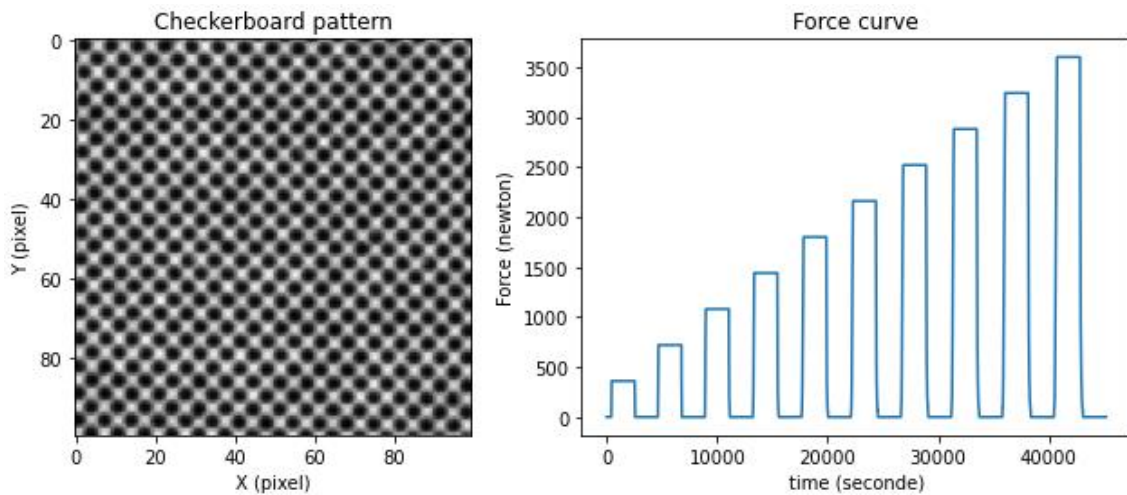 Checkerboard pattern
0
20
40
60
80
Y (pixel)
0 20 40 60 80
X (pixel)
Force curve
3500
3000
2500
2000
1500
1000
500
0
Force (newton)
0 10000 20000 30000 40000
time (seconde)